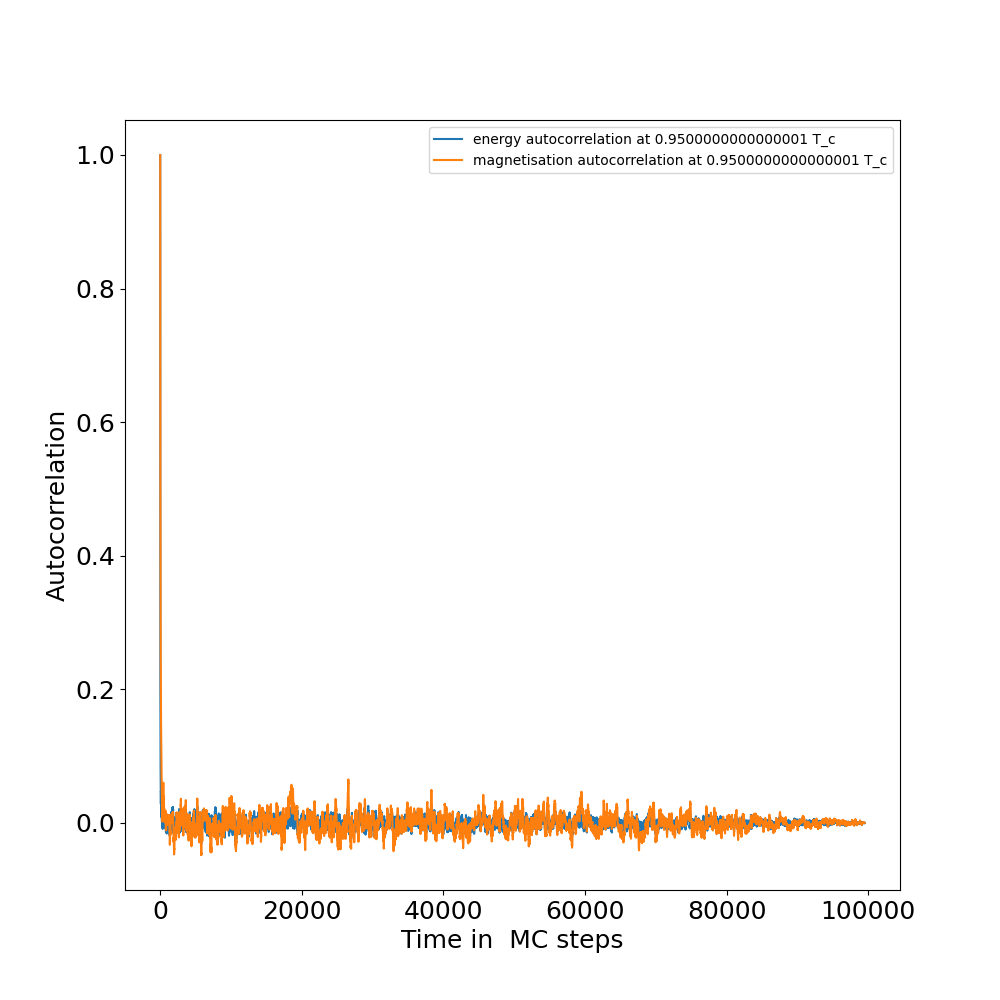 energy autocorrelation at 0.9500000000000001 T_c
magnetisation autocorrelation at 0.9500000000000001 T_c
1.0
0.8
0.6
0.4
0.2
0.0
Autocorrelation
0 20000 40000 60000 80000 100000
Time in  MC steps